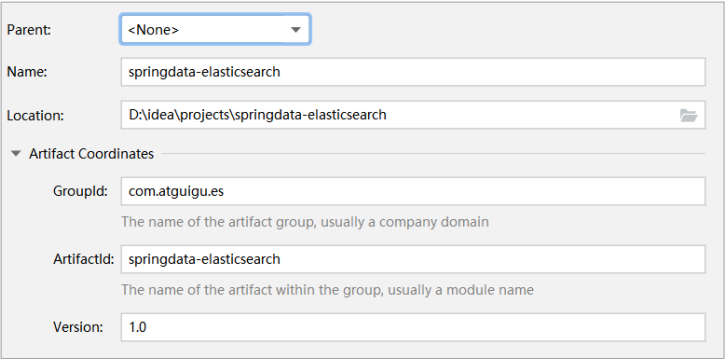 Parent: <None>
Name: springdata-elasticsearch
Location: D:\idea\projects\springdata-elasticsearch
Artifact Coordinates
GroupId: com.atguigu.es
The name of the artifact group, usually a company domain
ArtifactId: springdata-elasticsearch
The name of the artifact within the group, usually a module name
Version: 1.0